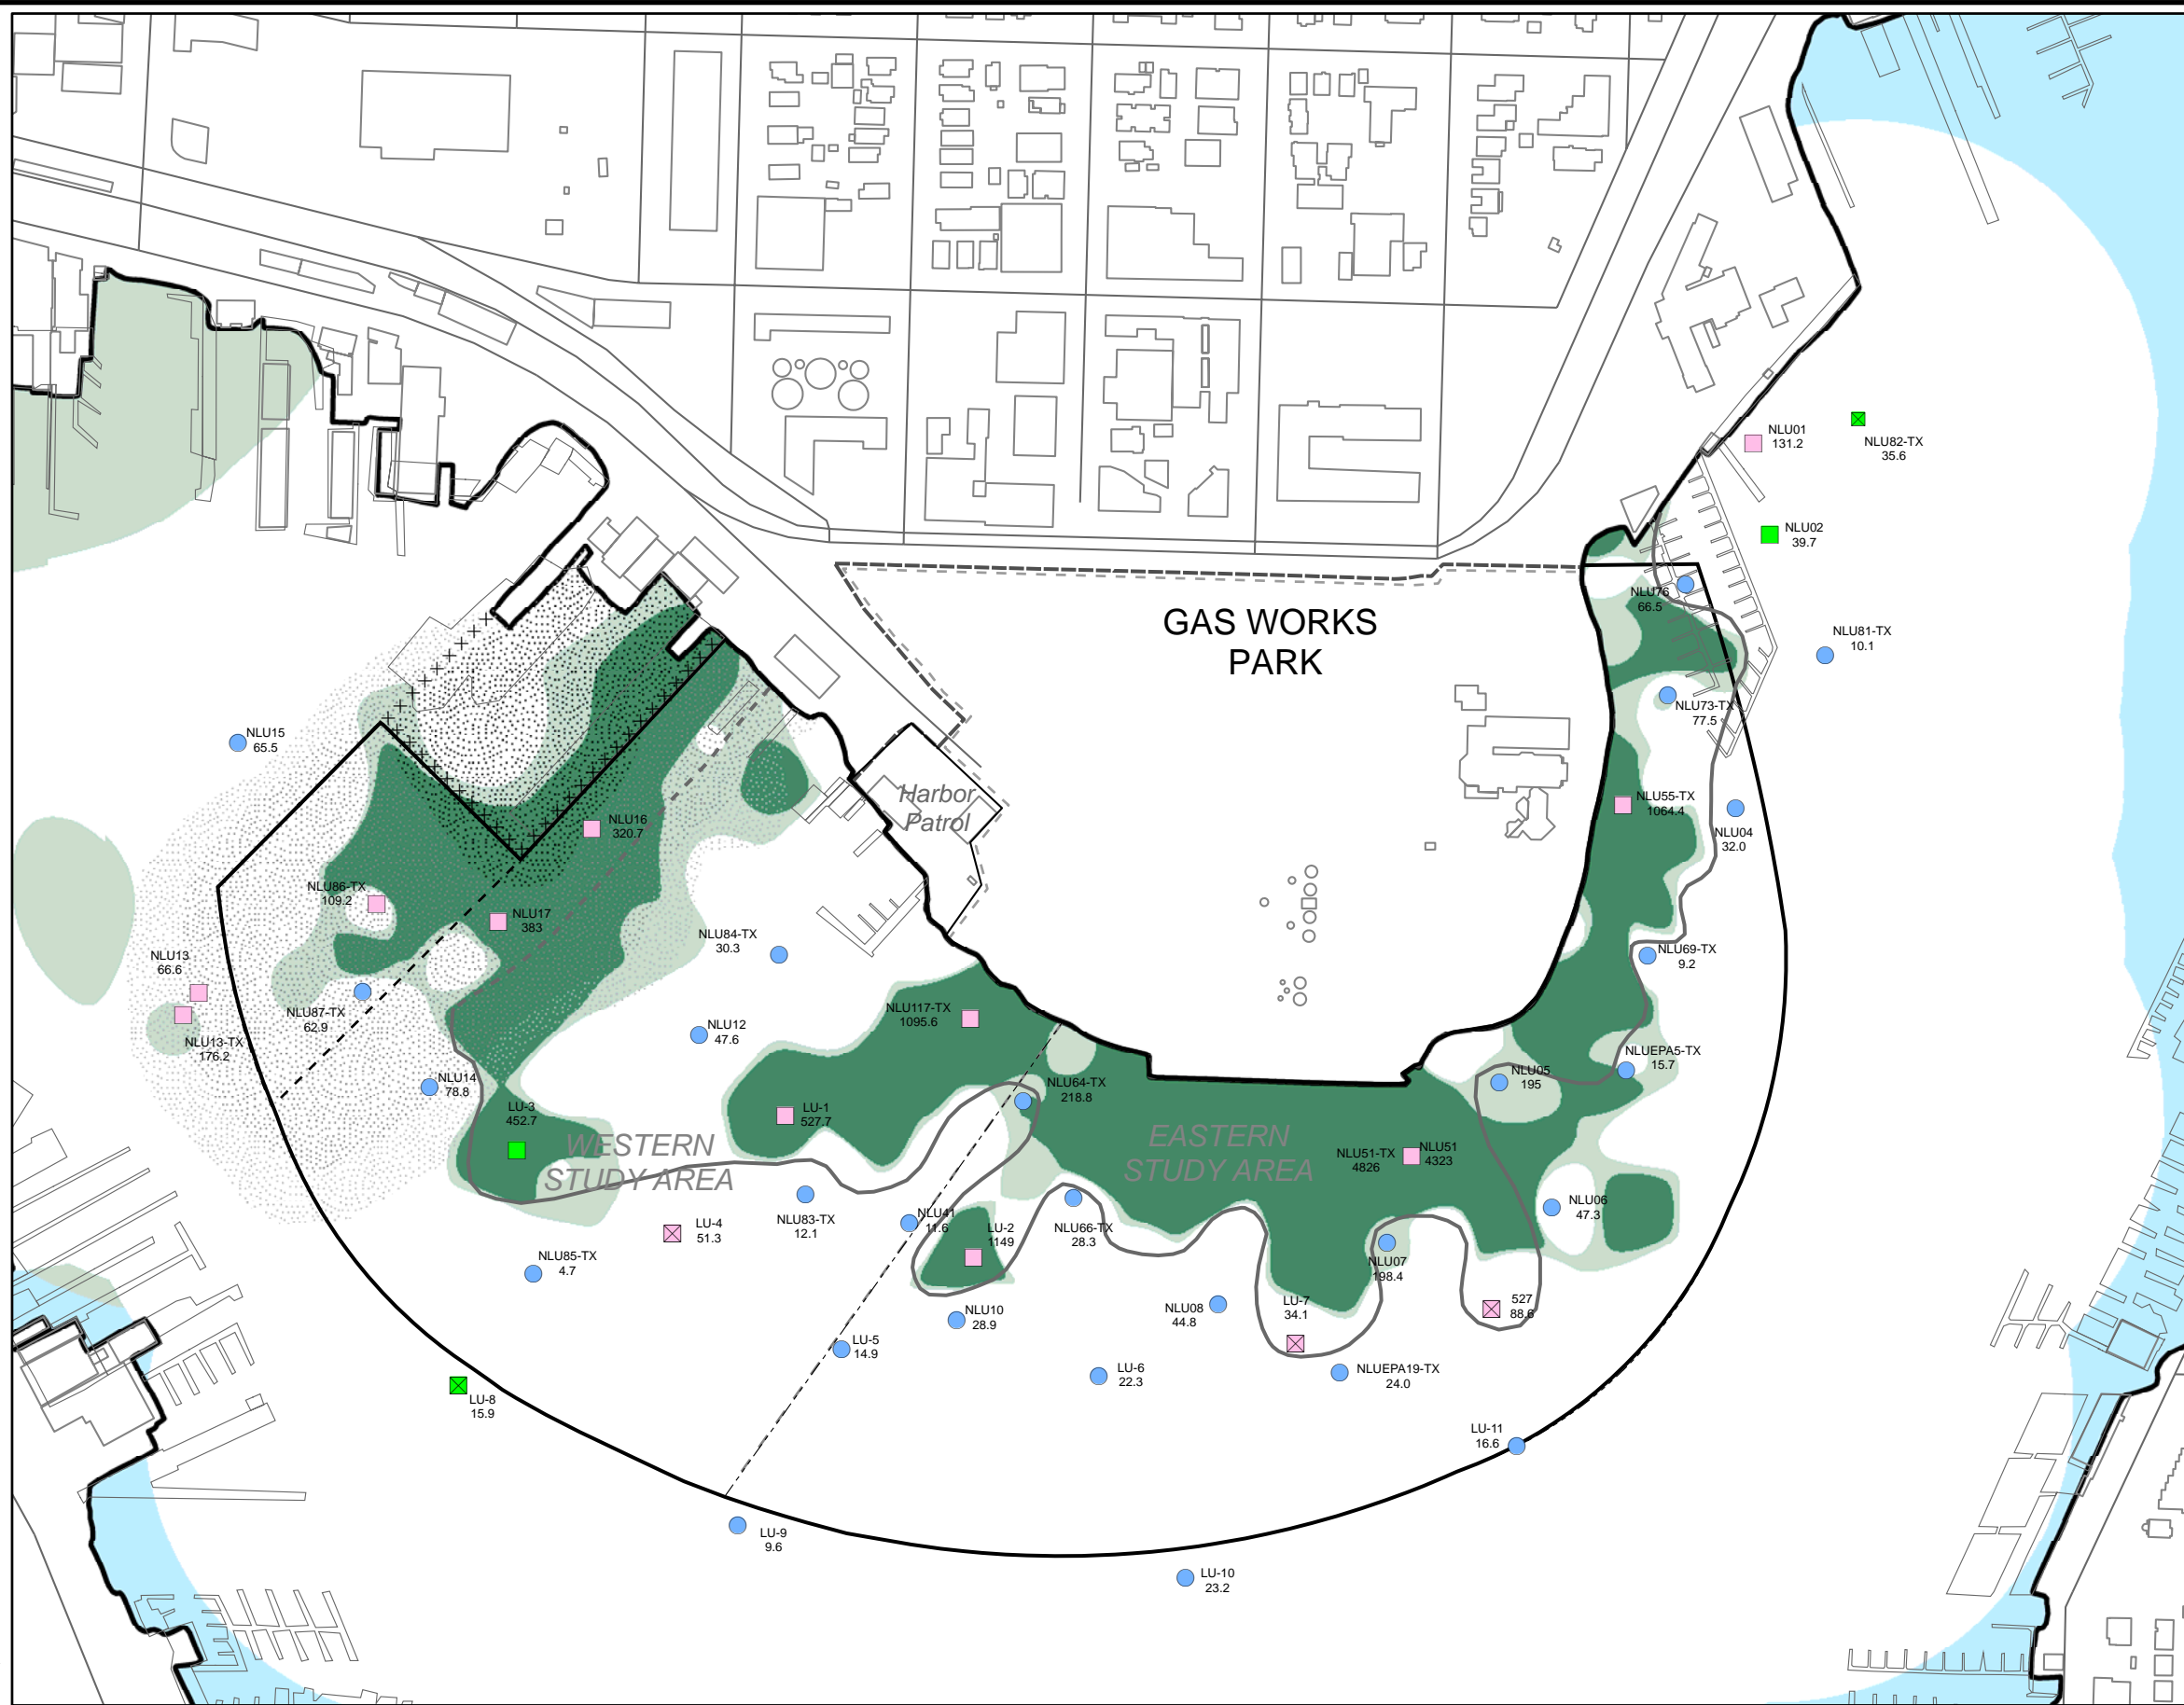 NLU01
131.2
NLU82-TX
35.6
NLU02
39.7
GAS WORKS
PARK
NLU76
66.5
NLU81-TX
10.1
NLU73-TX
77.5
NLU15
65.5
Harbor
Patrol
NLU55-TX
1064.4
NLU04
32.0
NLU16
320.7
NLU86-TX
109.2
NLU17
383
NLU84-TX
30.3
NLU13
66.6
NLU69-TX
9.2
NLU87-TX
62.9
NLU117-TX
1095.6
NLU13-TX
176.2
NLU12
47.6
NLUEPA5-TX
15.7
NLU14
78.8
NLU64-TX
218.8
NLU05
195
LU-3
452.7
LU-1
527.7
WESTERN
STUDY AREA
EASTERN
STUDY AREA
NLU51-TX
4826
NLU51
4323
NLU06
47.3
LU-4
51.3
NLU83-TX
12.1
NLU41
11.6
LU-2
1149
NLU66-TX
28.3
NLU85-TX
4.7
NLU07
198.4
NLU10
28.9
NLU08
44.8
LU-7
34.1
527
88.6
LU-5
14.9
LU-6
22.3
NLUEPA19-TX
24.0
LU-8
15.9
LU-11
16.6
LU-9
9.6
LU-10
23.2